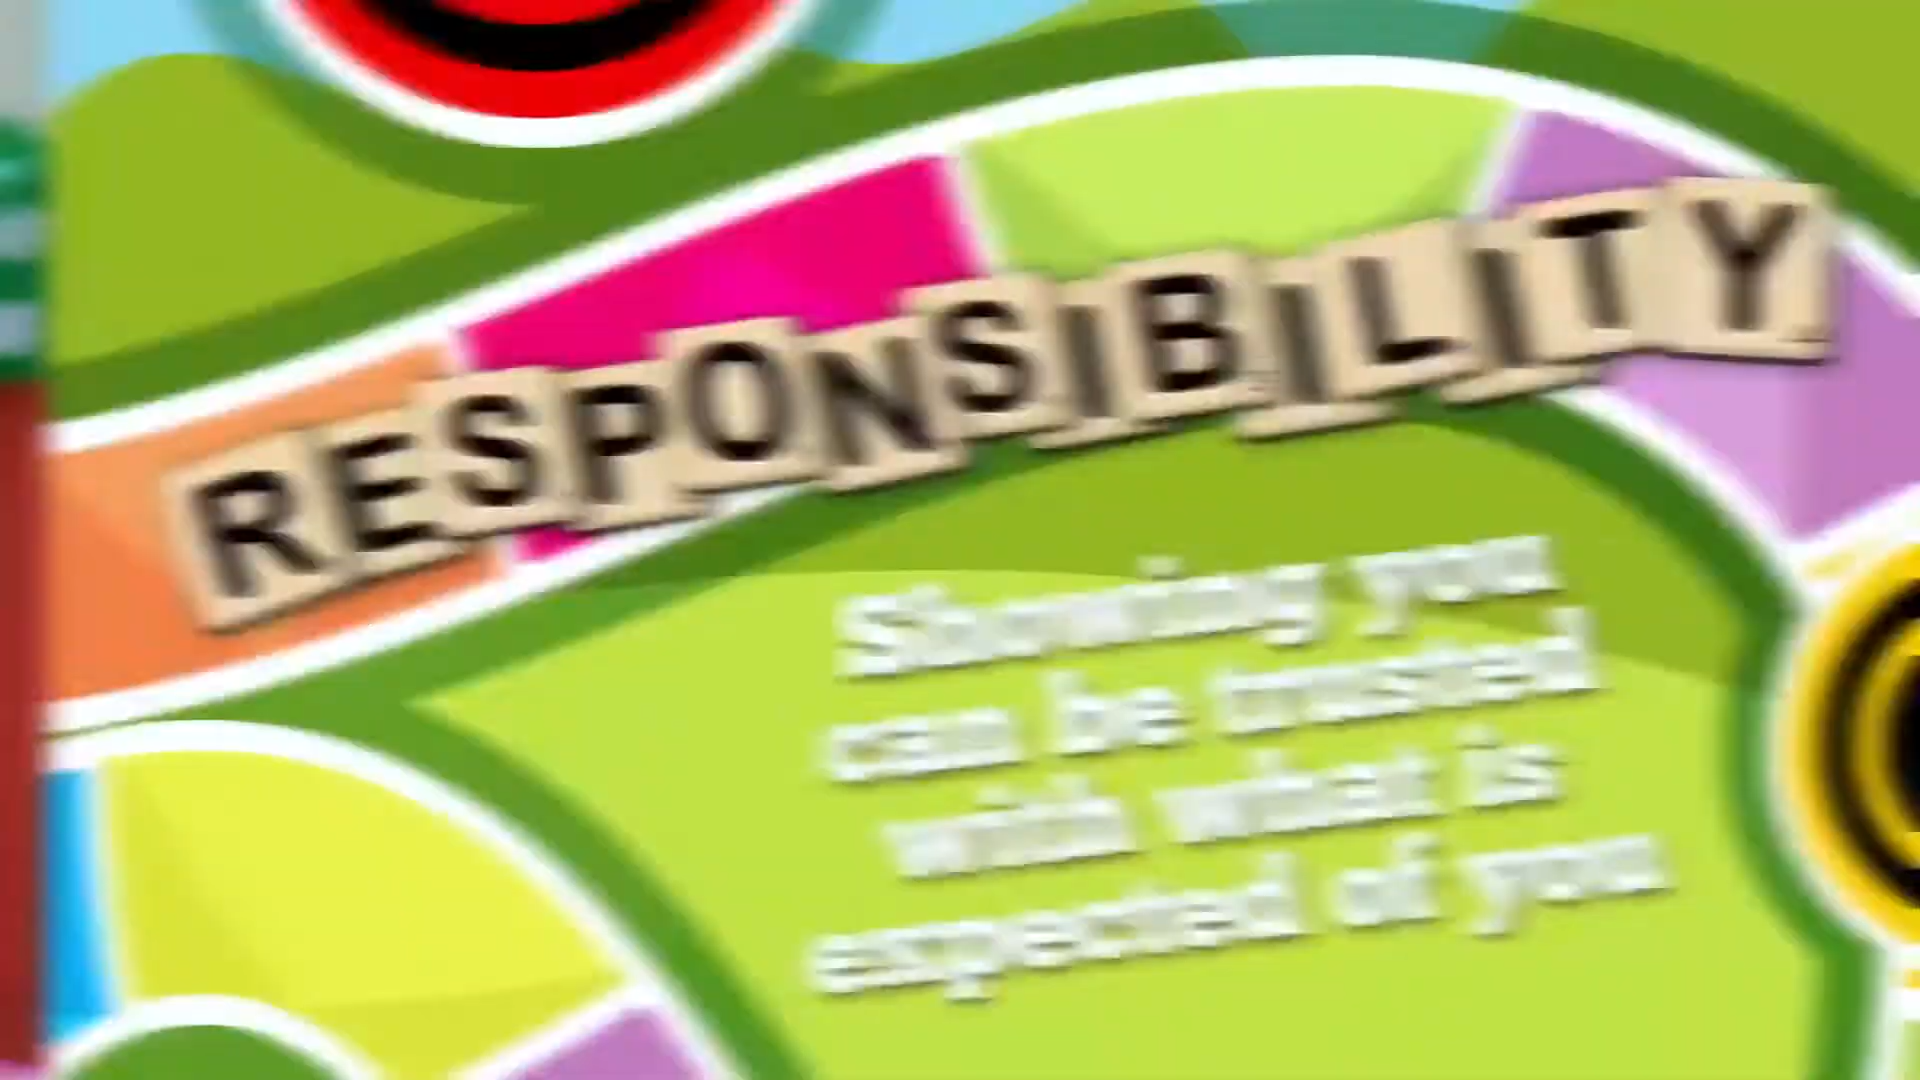 RESPONSIBILITY
Showing you
can be trusted
with what is
expected of you